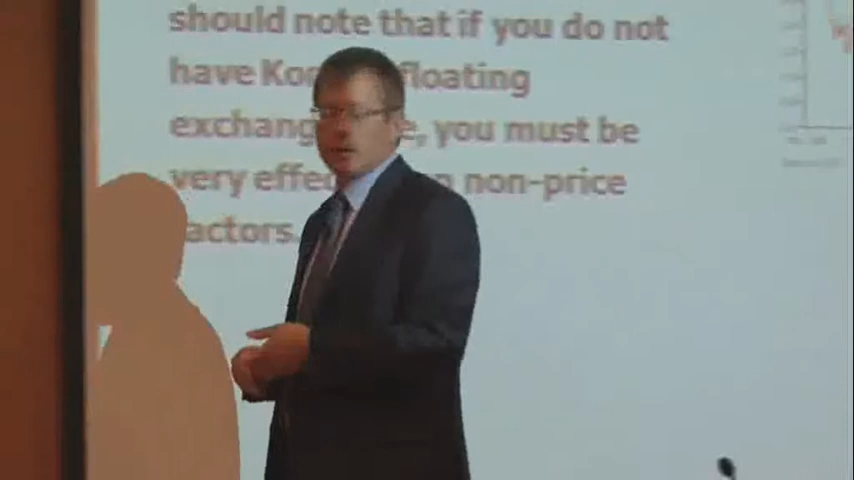 should note that if you do not
have Ko floating
exchang e, you must be
very effe on non-price
actors.